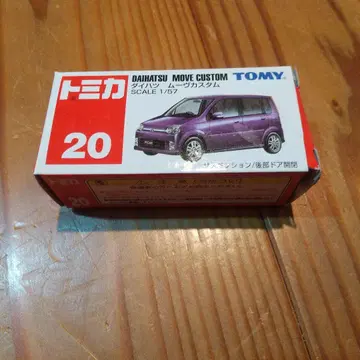 トミカ
20
DAIHATSU MOVE CUSTOM
ダイハツ ムーヴカスタム
SCALE 1/57
TOMY
サスペンション/後部ドア開閉
20